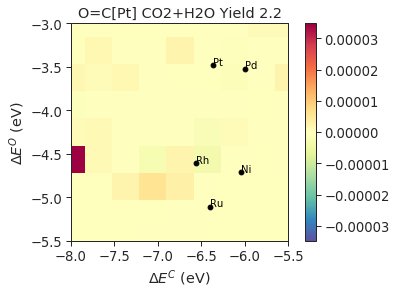 O=C[Pt] CO2+H2O Yield 2.2
−3.0
−3.5
−4.0
−4.5
−5.0
−5.5
ΔE^O (eV)
Pt
Pd
Rh
Ni
Ru
−8.0 −7.5 −7.0 −6.5 −6.0 −5.5
ΔE^C (eV)
0.00003
0.00002
0.00001
0.00000
−0.00001
−0.00002
−0.00003